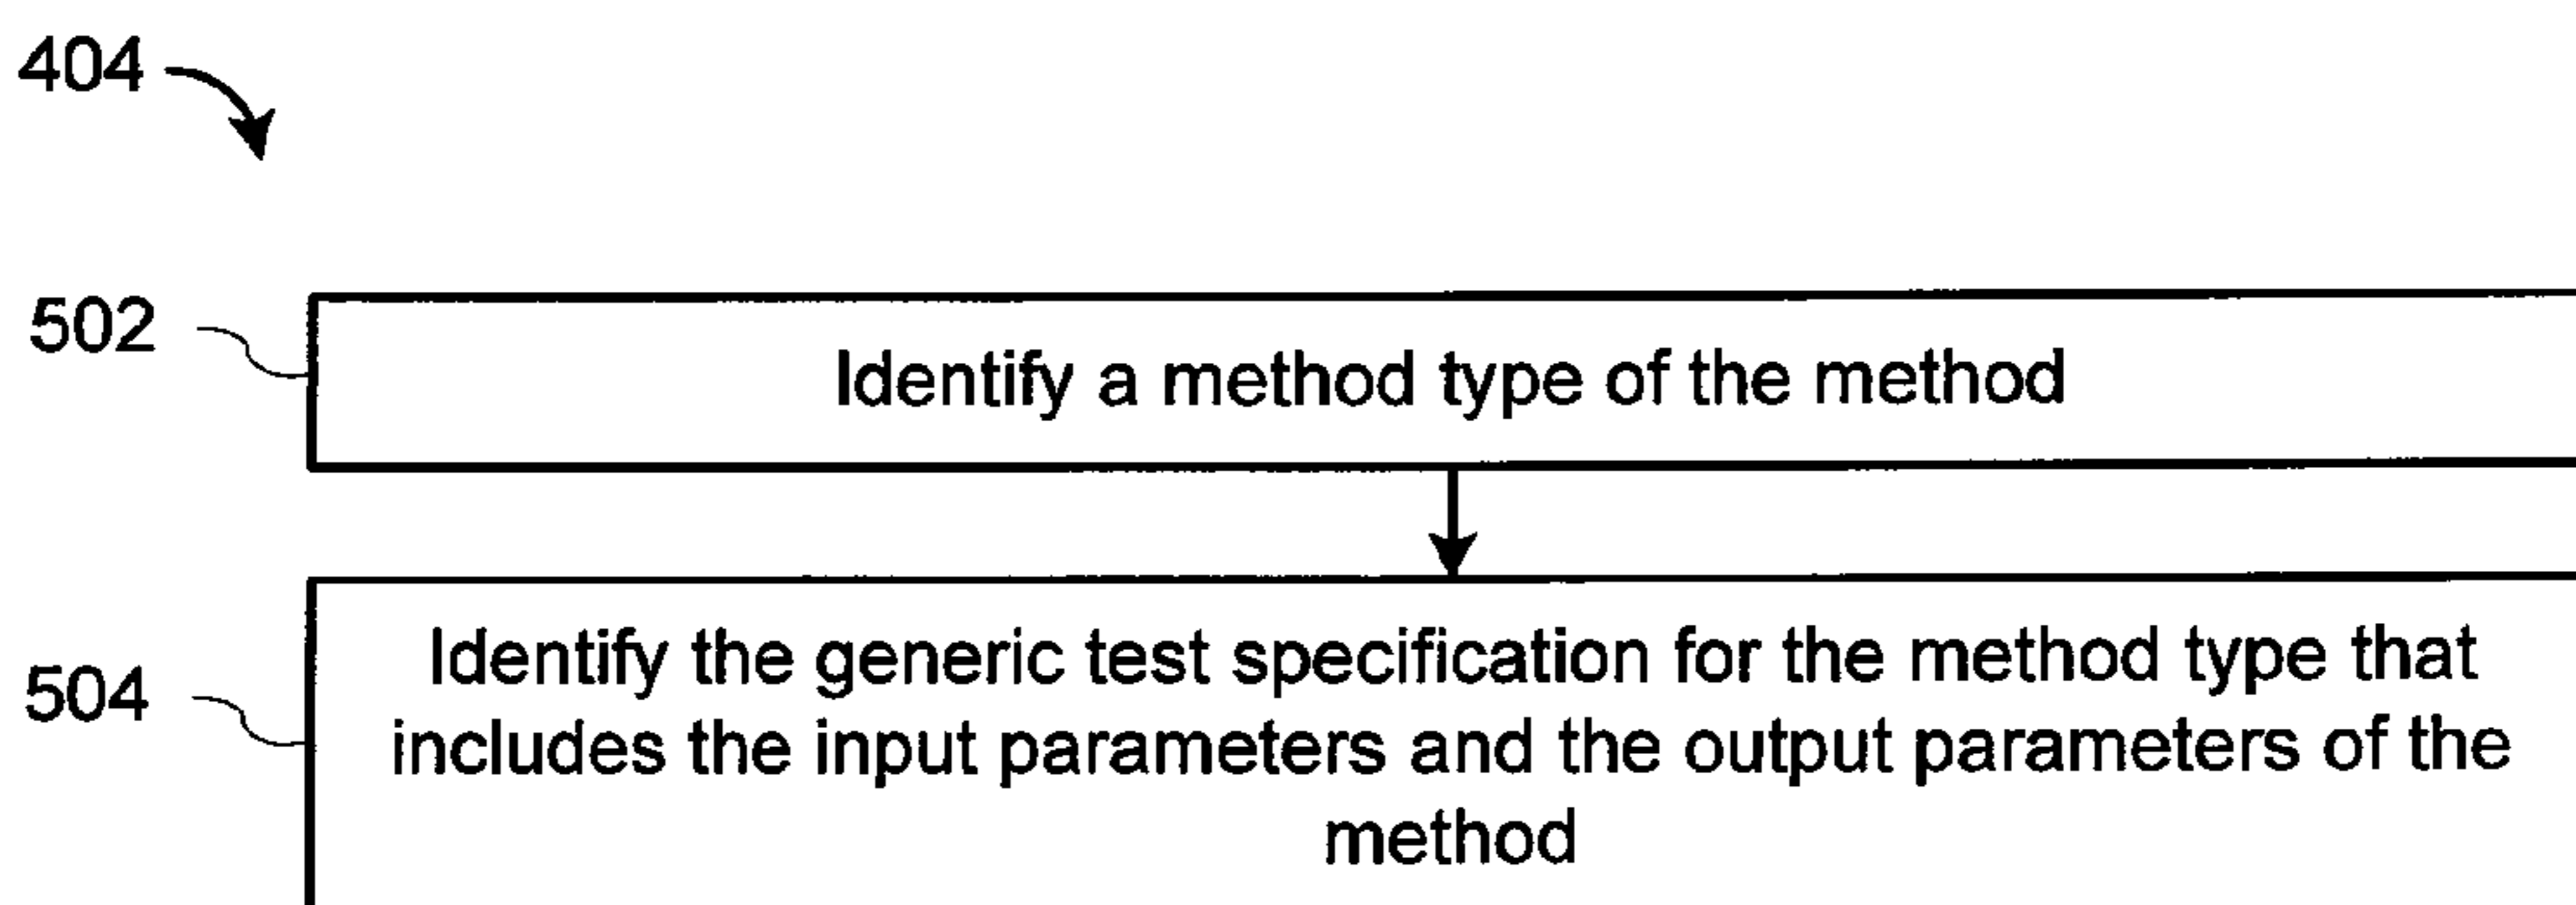 404
502
Identify a method type of the method
504
Identify the generic test specification for the method type that
includes the input parameters and the output parameters of the
method